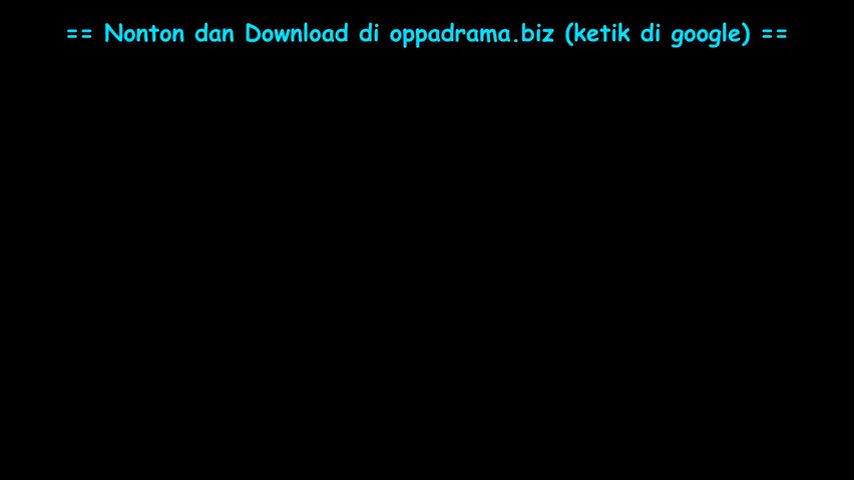 == Nonton dan Download di oppadrama.biz (ketik di google) ==